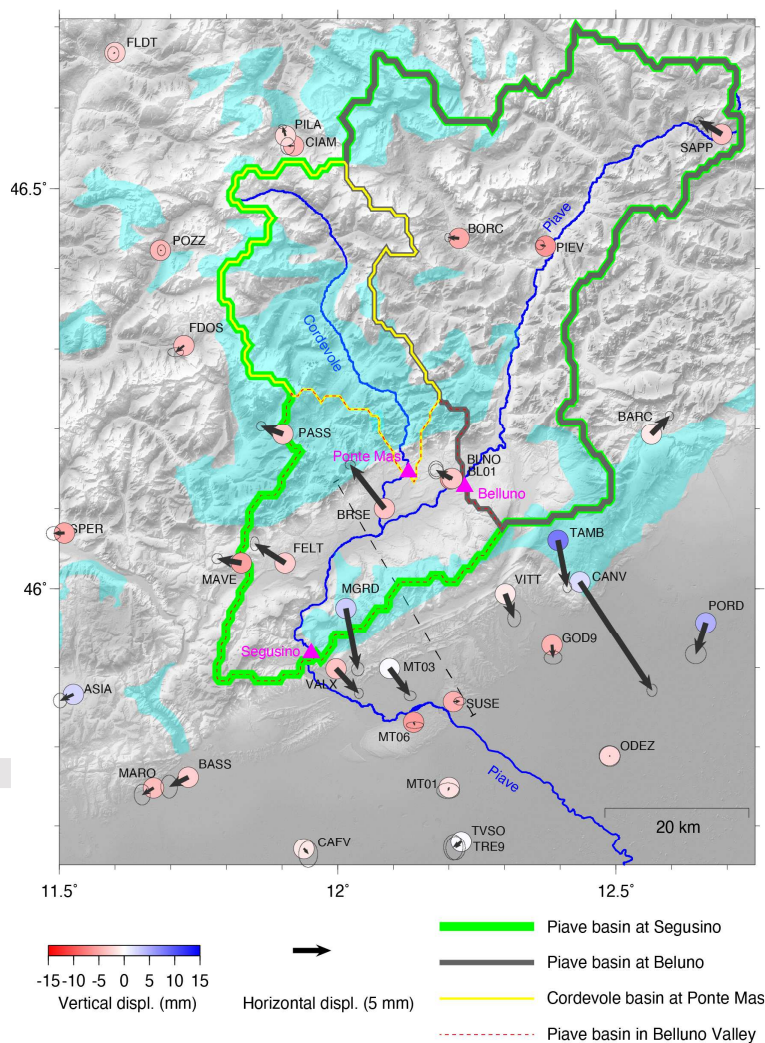 FLDT
PILA
CIAM
SAPP
46.5°
POZZ
BORC
PIEV
Piave
FDOS
Cordevole
BARC
PASS
Ponte Mas
BLNO
BL01
Belluno
BRSE
SPER
TAMB
FELT
46°
MAVE
MGRD
VITT
CANV
PORD
GOD9
Segusino
MT03
VALX
ASIA
SUSE
MT06
ODEZ
BASS
MARO
MT01
Piave
20 km
CAFV
TVSO
TRE9
11.5°
12°
12.5°
-15-10 -5 0 5 10 15
Vertical displ. (mm)
Horizontal displ. (5 mm)
Piave basin at Segusino
Piave basin at Beluno
Cordevole basin at Ponte Mas
Piave basin in Belluno Valley